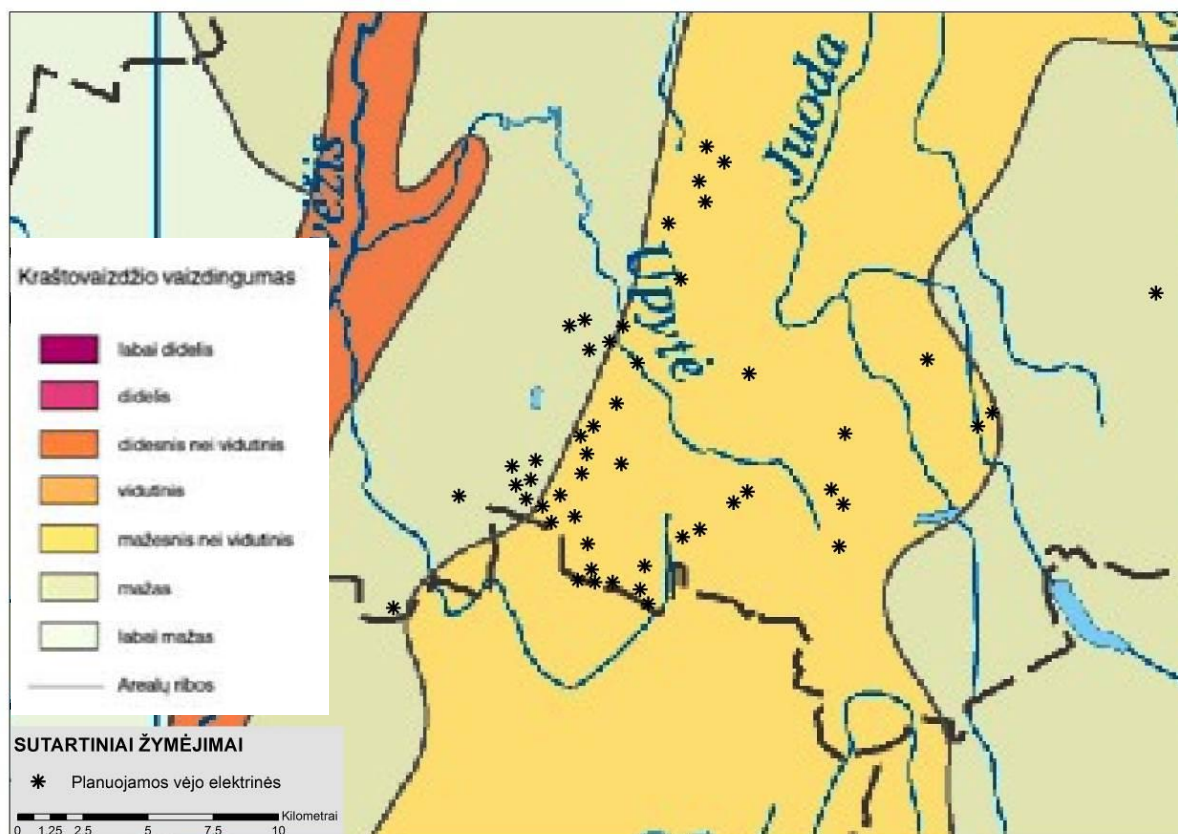 ėžis
Juoda
Upytė
Kraštovaizdžio vaizdingumas
labai didelis
didelis
didesnis nei vidutinis
vidutinis
mažesnis nei vidutinis
mažas
labai mažas
Arealų ribos
SUTARTINIAI ŽYMĖJIMAI
Planuojamos vėjo elektrinės
Kilometrai
0 1.25 2.5 5 7.5 10